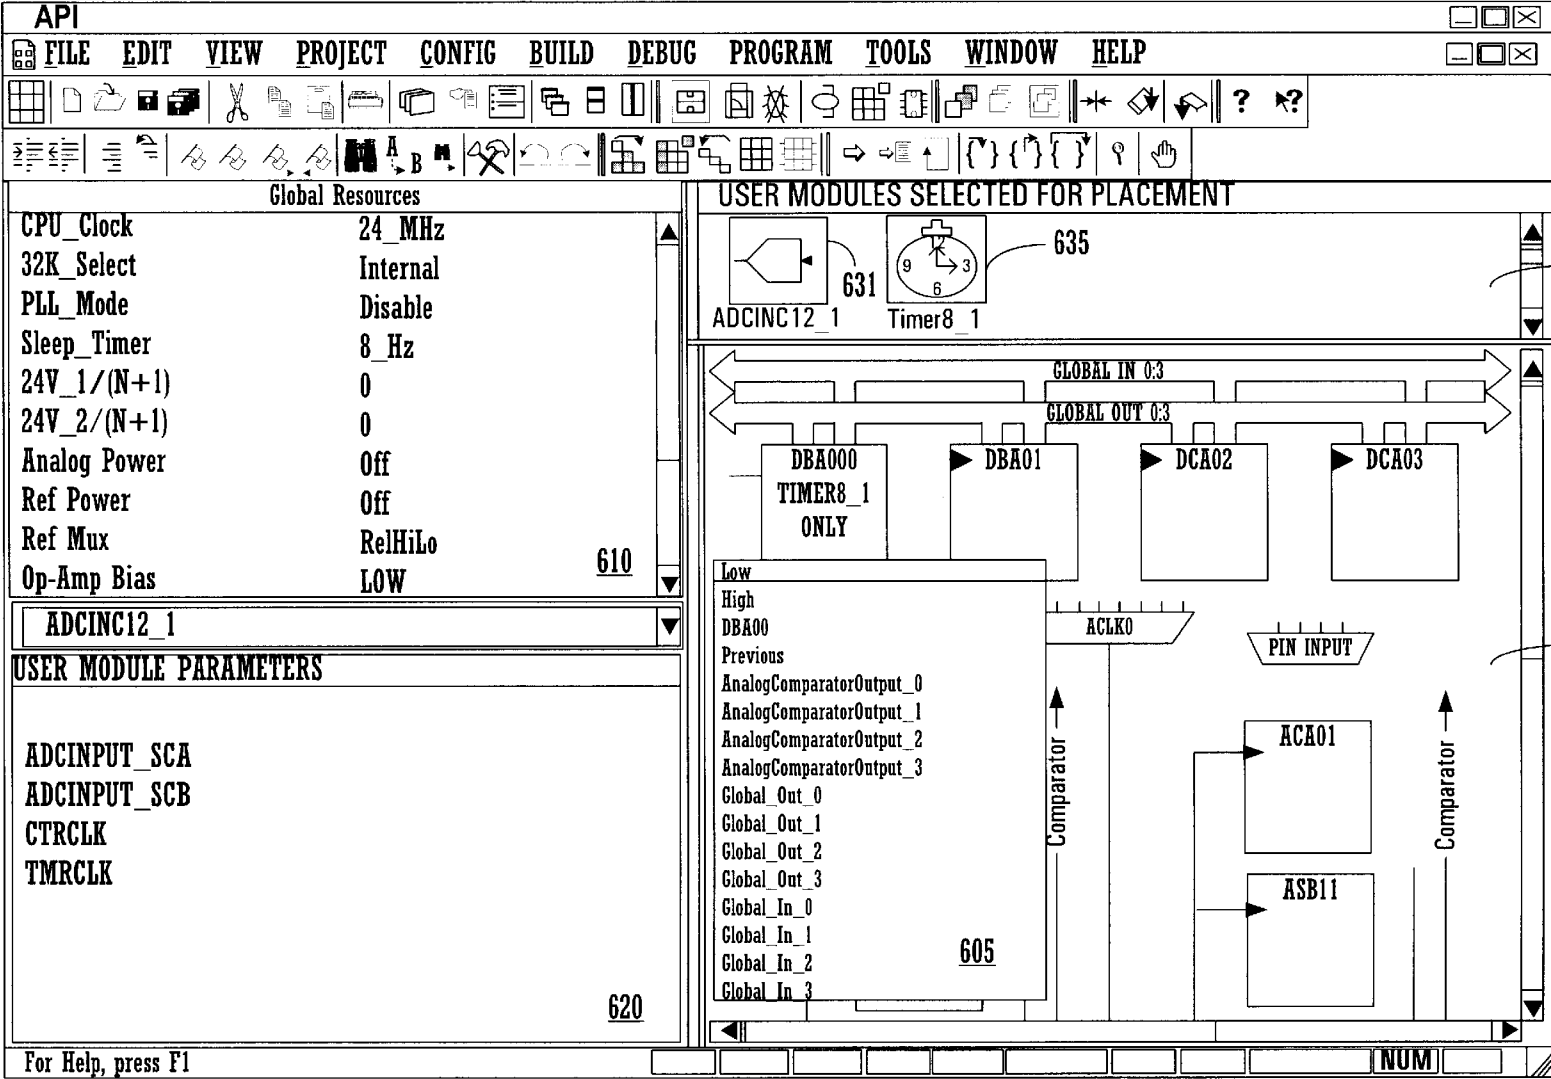 API
FILE EDIT VIEW PROJECT CONFIG BUILD DEBUG PROGRAM TOOLS WINDOW HELP
? ?
A B
Global Resources
CPU_Clock 24_MHz
32K_Select Internal
PLL_Mode Disable
Sleep_Timer 8_Hz
24V_1/(N+1) 0
24V_2/(N+1) 0
Analog Power Off
Ref Power Off
Ref Mux RelHiLo
Op-Amp Bias LOW
610
ADCINC12_1
USER MODULE PARAMETERS
ADCINPUT_SCA
ADCINPUT_SCB
CTRCLK
TMRCLK
620
USER MODULES SELECTED FOR PLACEMENT
631
12 3 6 9
635
ADCINC12_1 Timer8_1
GLOBAL IN 0:3
GLOBAL OUT 0:3
DBA000 DBA01 DCA02 DCA03
TIMER8_1
ONLY
Low
High
DBA00
Previous
AnalogComparatorOutput_0
AnalogComparatorOutput_1
AnalogComparatorOutput_2
AnalogComparatorOutput_3
Global_Out_0
Global_Out_1
Global_Out_2
Global_Out_3
Global_In_0
Global_In_1
Global_In_2
Global_In_3
605
ACLK0
PIN INPUT
Comparator
ACA01
ASB11
Comparator
For Help, press F1
NUM